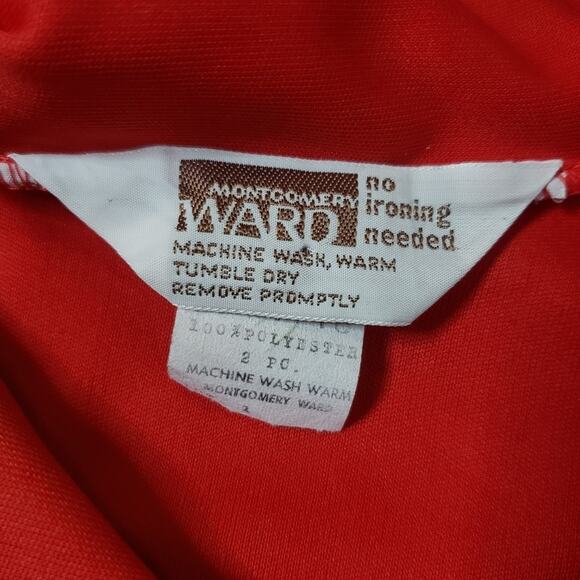 MONTGOMERY
WARD
no
ironing
needed
MACHINE WASH, WARM
TUMBLE DRY
REMOVE PROMPTLY
100% POLYESTER
2 PC.
MACHINE WASH WARM
MONTGOMERY WARD